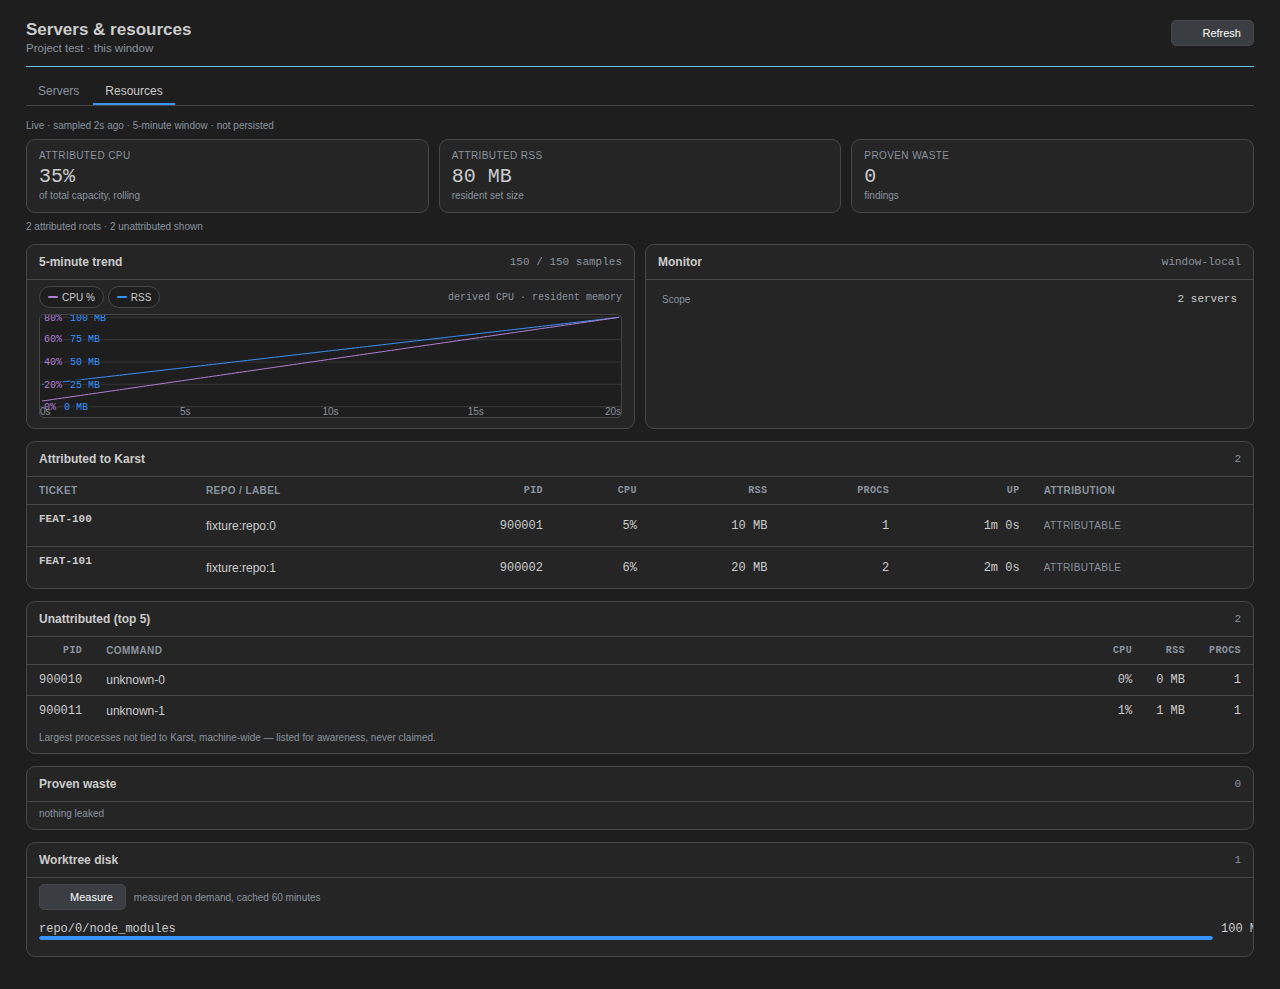 Servers & resources
Project test · this window
Refresh
Servers
Resources
Live · sampled 2s ago · 5-minute window · not persisted
ATTRIBUTED CPU
35%
of total capacity, rolling
ATTRIBUTED RSS
80 MB
resident set size
PROVEN WASTE
0
findings
2 attributed roots · 2 unattributed shown
5-minute trend
150 / 150 samples
CPU %
RSS
derived CPU · resident memory
80% 100 MB
60% 75 MB
40% 50 MB
20% 25 MB
0% 0 MB
0s 5s 10s 15s 20s
Monitor
window-local
Scope
2 servers
Attributed to Karst
2
TICKET REPO / LABEL PID CPU RSS PROCS UP ATTRIBUTION
FEAT-100 fixture:repo:0 900001 5% 10 MB 1 1m 0s ATTRIBUTABLE
FEAT-101 fixture:repo:1 900002 6% 20 MB 2 2m 0s ATTRIBUTABLE
Unattributed (top 5)
2
PID COMMAND CPU RSS PROCS
900010 unknown-0 0% 0 MB 1
900011 unknown-1 1% 1 MB 1
Largest processes not tied to Karst, machine-wide — listed for awareness, never claimed.
Proven waste
0
nothing leaked
Worktree disk
1
Measure
measured on demand, cached 60 minutes
repo/0/node_modules
100